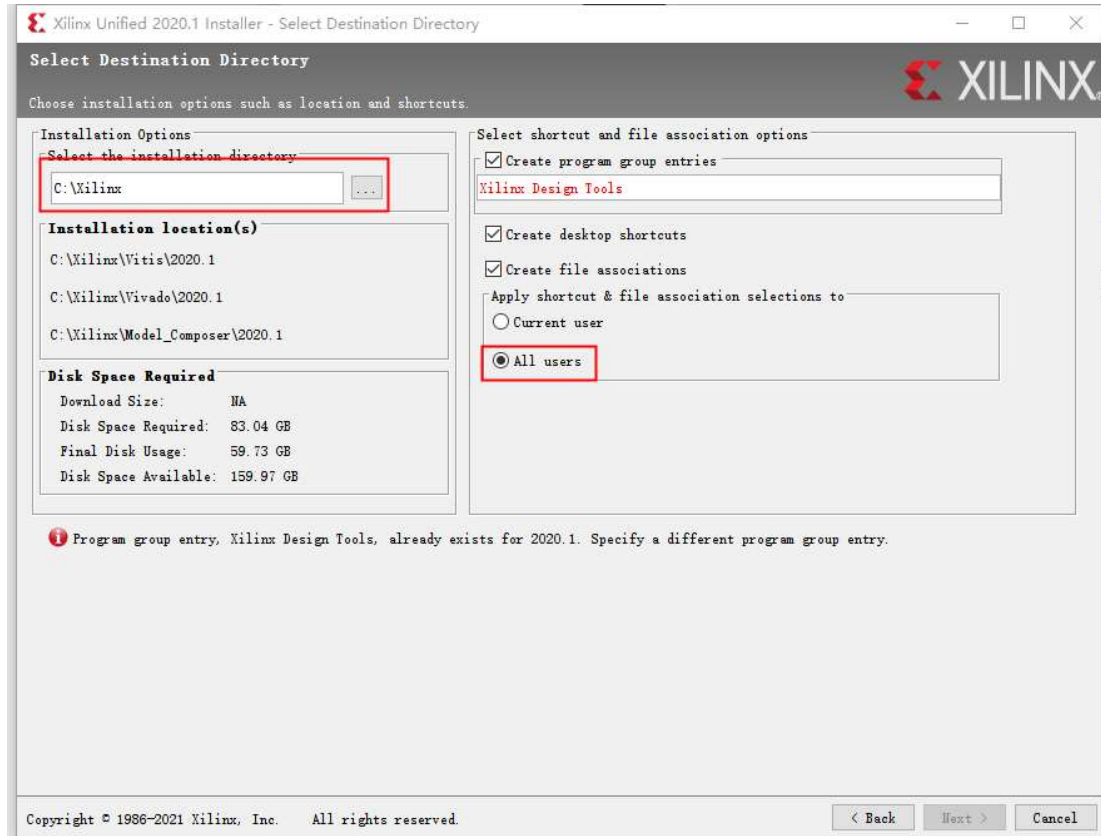 Xilinx Unified 2020.1 Installer - Select Destination Directory
Select Destination Directory
Choose installation options such as location and shortcuts.
XILINX
Installation Options
Select the installation directory
C:\Xilinx
...
Installation location(s)
C:\Xilinx\Vitis\2020.1
C:\Xilinx\Vivado\2020.1
C:\Xilinx\Model_Composer\2020.1
Disk Space Required
Download Size: NA
Disk Space Required: 83.04 GB
Final Disk Usage: 59.73 GB
Disk Space Available: 159.97 GB
Select shortcut and file association options
Create program group entries
Xilinx Design Tools
Create desktop shortcuts
Create file associations
Apply shortcut & file association selections to
Current user
All users
Program group entry, Xilinx Design Tools, already exists for 2020.1. Specify a different program group entry.
Copyright © 1986-2021 Xilinx, Inc. All rights reserved.
< Back Next > Cancel